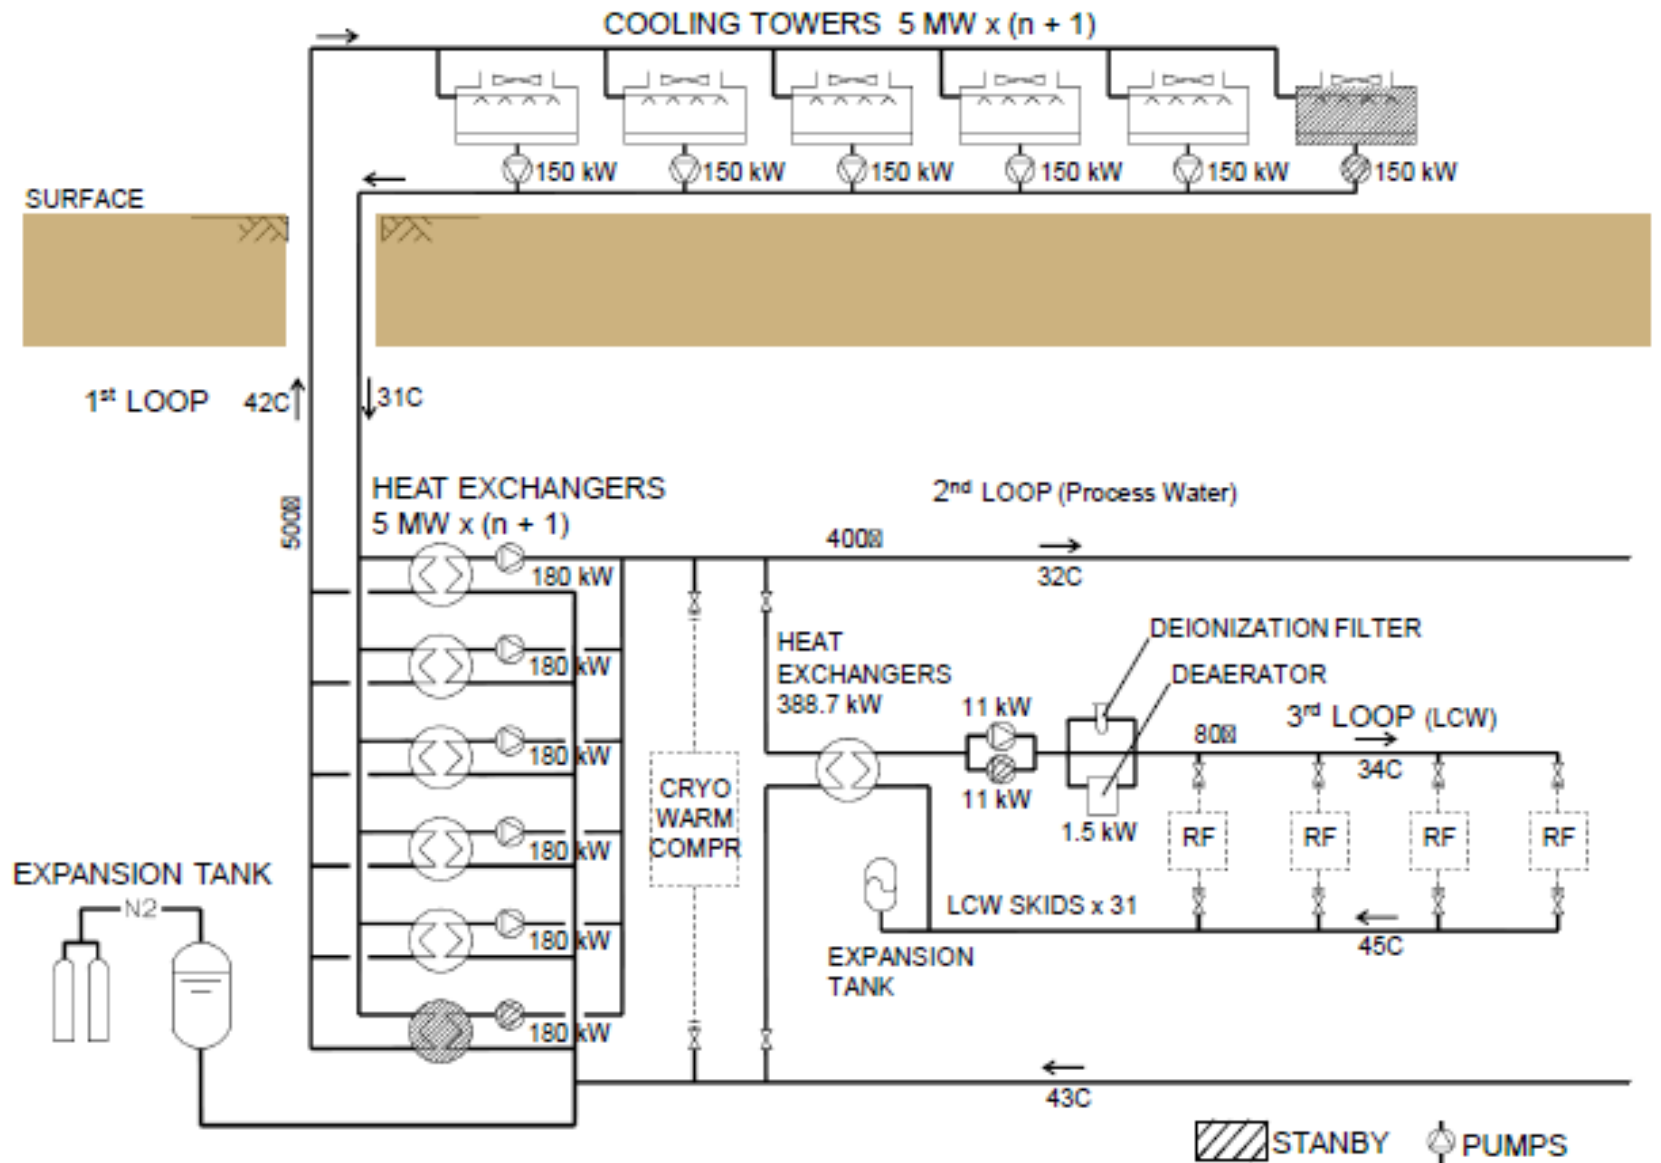 COOLING TOWERS 5 MW x (n + 1)
150 kW 150 kW 150 kW 150 kW 150 kW 150 kW
SURFACE
1st LOOP 42C 31C
HEAT EXCHANGERS
5 MW x (n + 1)
2nd LOOP (Process Water)
500
400
32C
180 kW
180 kW
180 kW
180 kW
180 kW
180 kW
HEAT
EXCHANGERS
388.7 kW
DEIONIZATION FILTER
DEAERATOR
11 kW
11 kW
1.5 kW
80
3rd LOOP (LCW)
34C
CRYO
WARM
COMPR
RF RF RF RF
LCW SKIDS x 31
45C
EXPANSION
TANK
EXPANSION TANK
N2
43C
STANBY PUMPS